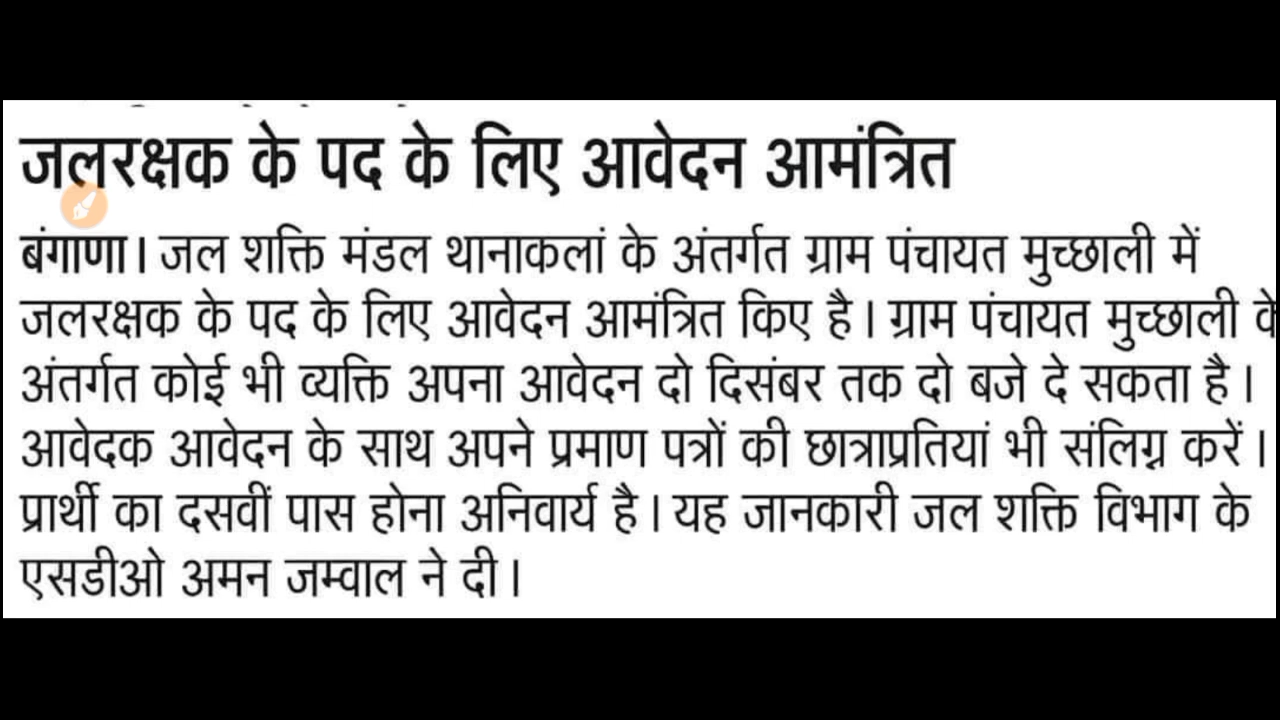 जलरक्षक के पद के लिए आवेदन आमंत्रित
बंगाणा। जल शक्ति मंडल थानाकलां के अंतर्गत ग्राम पंचायत मुच्छाली में
जलरक्षक के पद के लिए आवेदन आमंत्रित किए है। ग्राम पंचायत मुच्छाली के
अंतर्गत कोई भी व्यक्ति अपना आवेदन दो दिसंबर तक दो बजे दे सकता है।
आवेदक आवेदन के साथ अपने प्रमाण पत्रों की छात्राप्रतियां भी संलिग्न करें।
प्रार्थी का दसवीं पास होना अनिवार्य है। यह जानकारी जल शक्ति विभाग के
एसडीओ अमन जम्वाल ने दी।